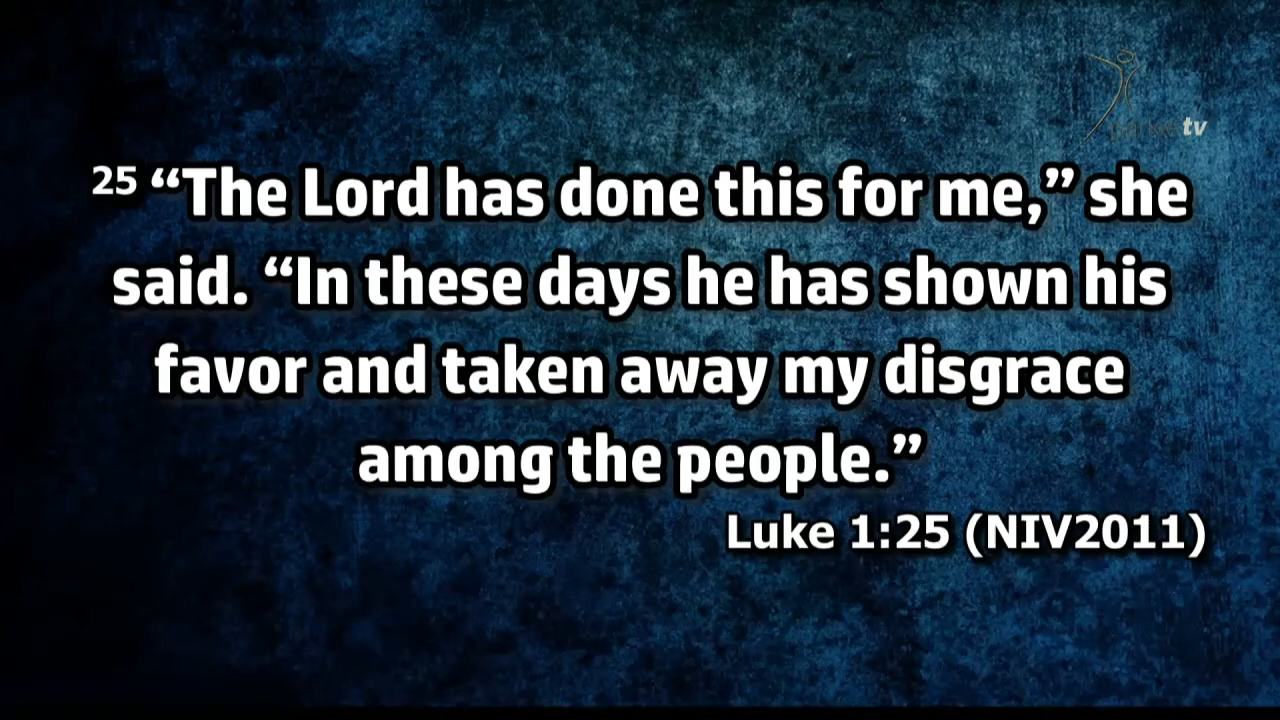 tv
25 “The Lord has done this for me,” she
said. “In these days he has shown his
favor and taken away my disgrace
among the people.”
Luke 1:25 (NIV2011)